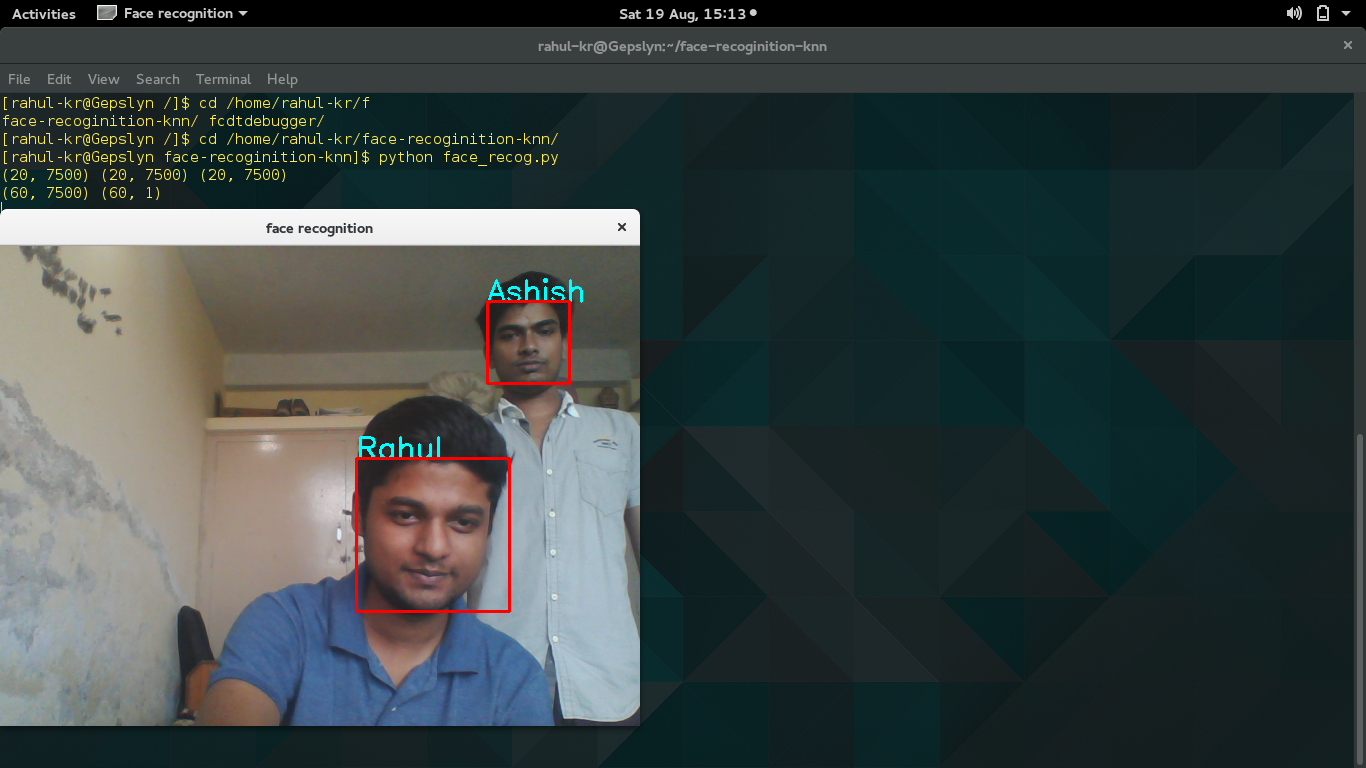 Activities
Face recognition
Sat 19 Aug, 15:13
rahul-kr@Gepslyn:~/face-recoginition-knn
File Edit View Search Terminal Help
[rahul-kr@Gepslyn /]$ cd /home/rahul-kr/f
face-recoginition-knn/ fcdtdebugger/
[rahul-kr@Gepslyn /]$ cd /home/rahul-kr/face-recoginition-knn/
[rahul-kr@Gepslyn face-recoginition-knn]$ python face_recog.py
(20, 7500) (20, 7500) (20, 7500)
(60, 7500) (60, 1)
face recognition
Ashish
Rahul